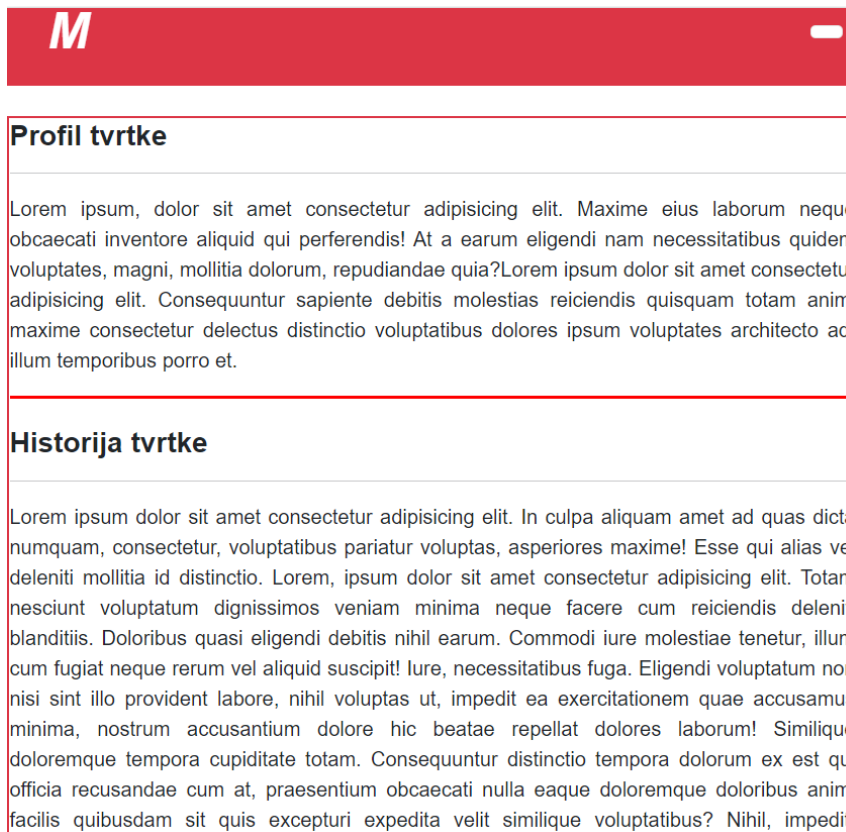 M
Profil tvrtke
Lorem ipsum, dolor sit amet consectetur adipisicing elit. Maxime eius laborum neque
obcaecati inventore aliquid qui perferendis! At a earum eligendi nam necessitatibus quiden
voluptates, magni, mollitia dolorum, repudiandae quia?Lorem ipsum dolor sit amet consectetu
adipisicing elit. Consequuntur sapiente debitis molestias reiciendis quisquam totam anim
maxime consectetur delectus distinctio voluptatibus dolores ipsum voluptates architecto ad
illum temporibus porro et.
Historija tvrtke
Lorem ipsum dolor sit amet consectetur adipisicing elit. In culpa aliquam amet ad quas dicta
numquam, consectetur, voluptatibus pariatur voluptas, asperiores maxime! Esse qui alias ve
deleniti mollitia id distinctio. Lorem, ipsum dolor sit amet consectetur adipisicing elit. Totam
nesciunt voluptatum dignissimos veniam minima neque facere cum reiciendis deleni
blanditiis. Doloribus quasi eligendi debitis nihil earum. Commodi iure molestiae tenetur, illum
cum fugiat neque rerum vel aliquid suscipit! Iure, necessitatibus fuga. Eligendi voluptatum non
nisi sint illo provident labore, nihil voluptas ut, impedit ea exercitationem quae accusamu
minima, nostrum accusantium dolore hic beatae repellat dolores laborum! Similique
doloremque tempora cupiditate totam. Consequuntur distinctio tempora dolorum ex est qu
officia recusandae cum at, praesentium obcaecati nulla eaque doloremque doloribus anim
facilis quibusdam sit quis excepturi expedita velit similique voluptatibus? Nihil, impedit